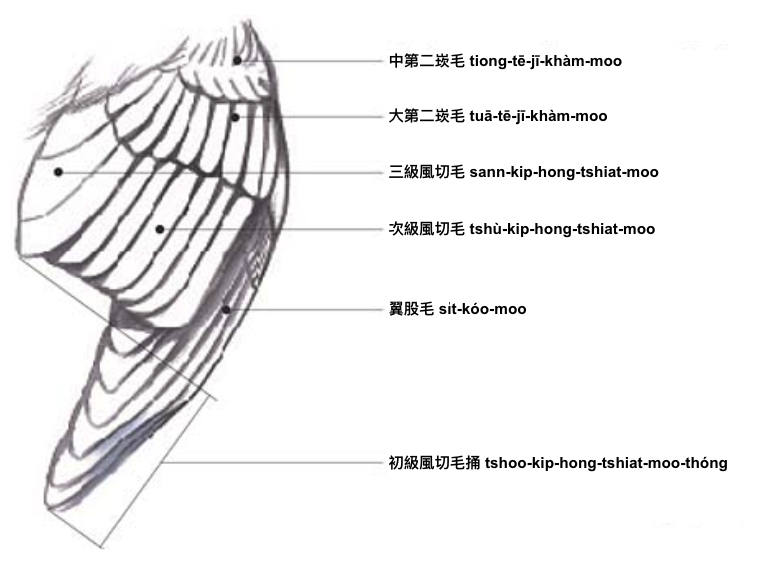 中第二崁毛 tiong-tē-jī-khàm-moo
大第二崁毛 tuā-tē-jī-khàm-moo
三級風切毛 sann-kip-hong-tshiat-moo
次級風切毛 tshù-kip-hong-tshiat-moo
翼股毛 si̍t-kóo-moo
初級風切毛捅 tshoo-kip-hong-tshiat-moo-thóng